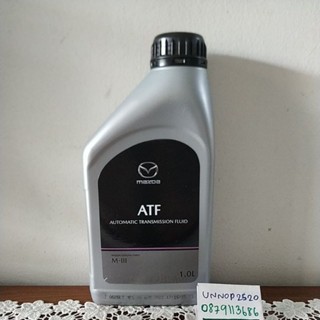 mazda
ATF
AUTOMATIC TRANSMISSION FLUID
M-III
1.0L
UNNOP2520
0879113686